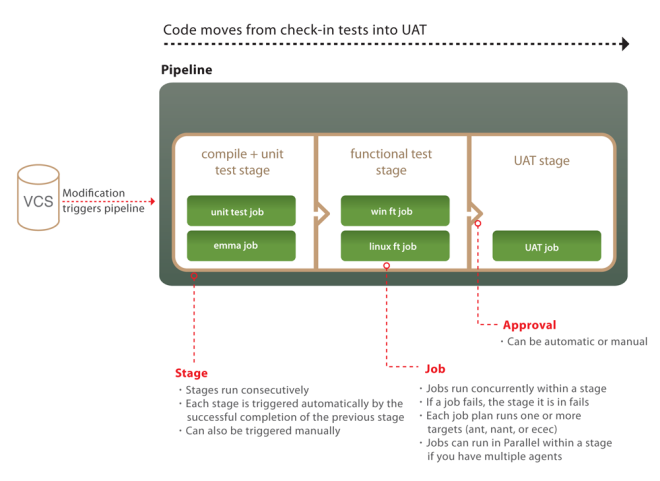 Code moves from check-in tests into UAT
Pipeline
compile + unit
test stage
functional test
stage
UAT stage
VCS
Modification
triggers pipeline
unit test job
emma job
win ft job
linux ft job
UAT job
Approval
・Can be automatic or manual
Stage
・Stages run consecutively
・Each stage is triggered automatically by the
successful completion of the previous stage
・Can also be triggered manually
Job
・Jobs run concurrently within a stage
・If a job fails, the stage it is in fails
・Each job plan runs one or more
targets (ant, nant, or ecec)
・Jobs can run in Parallel within a stage
if you have multiple agents